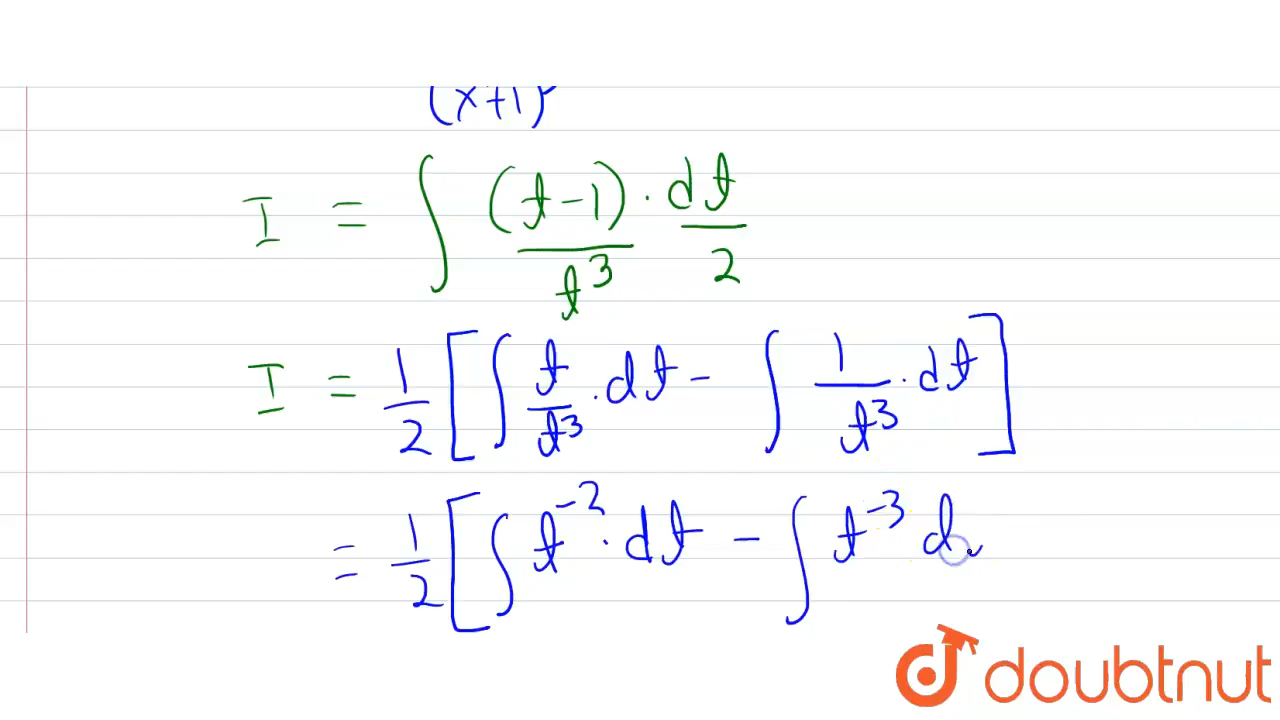 (x+1)
I = ∫ (t-1)/t³ · dt/2
I = 1/2 [ ∫ t/t³ · dt - ∫ 1/t³ · dt ]
= 1/2 [ ∫ t⁻² · dt - ∫ t⁻³ d
doubtnut